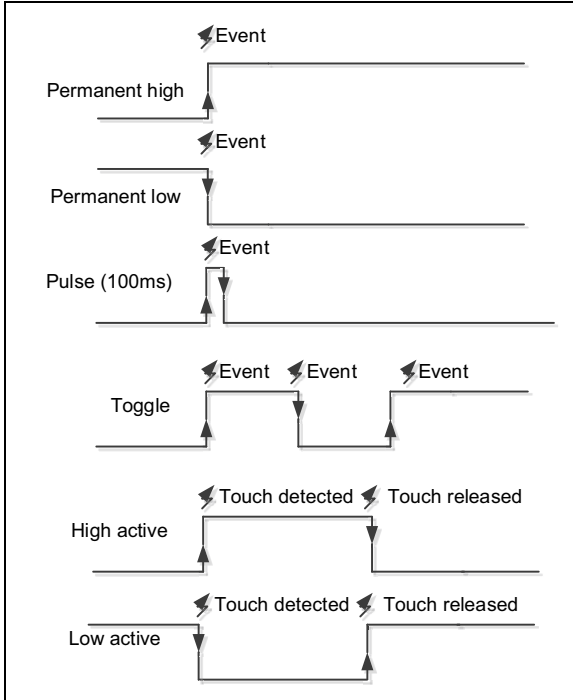 Event
Permanent high
Event
Permanent low
Event
Pulse (100ms)
Event Event Event
Toggle
Touch detected Touch released
High active
Touch detected Touch released
Low active